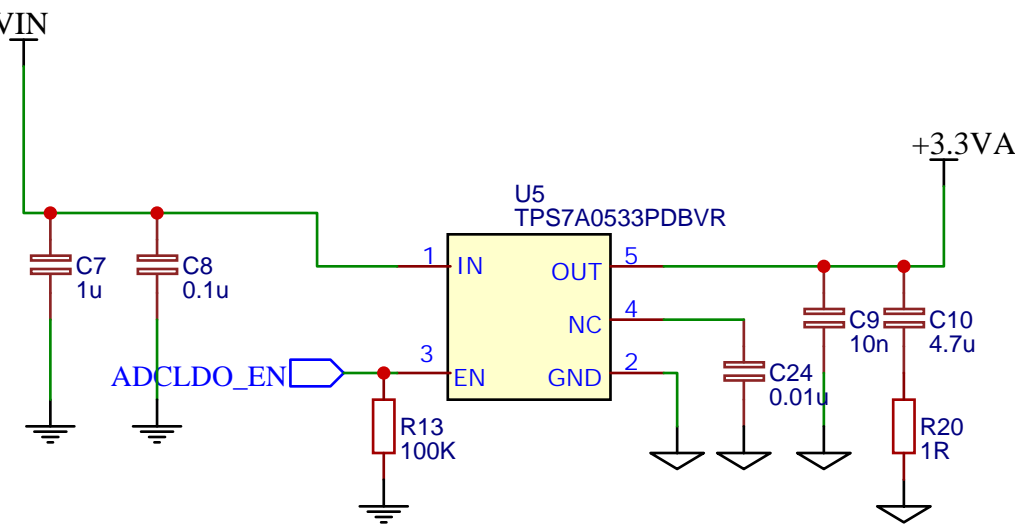 VIN
+3.3VA
U5
TPS7A0533PDBVR
1
IN
OUT
5
C7
1u
C8
0.1u
NC
4
C9
10n
C10
4.7u
ADCLDO_EN
3
EN
GND
2
C24
0.01u
R13
100K
R20
1R